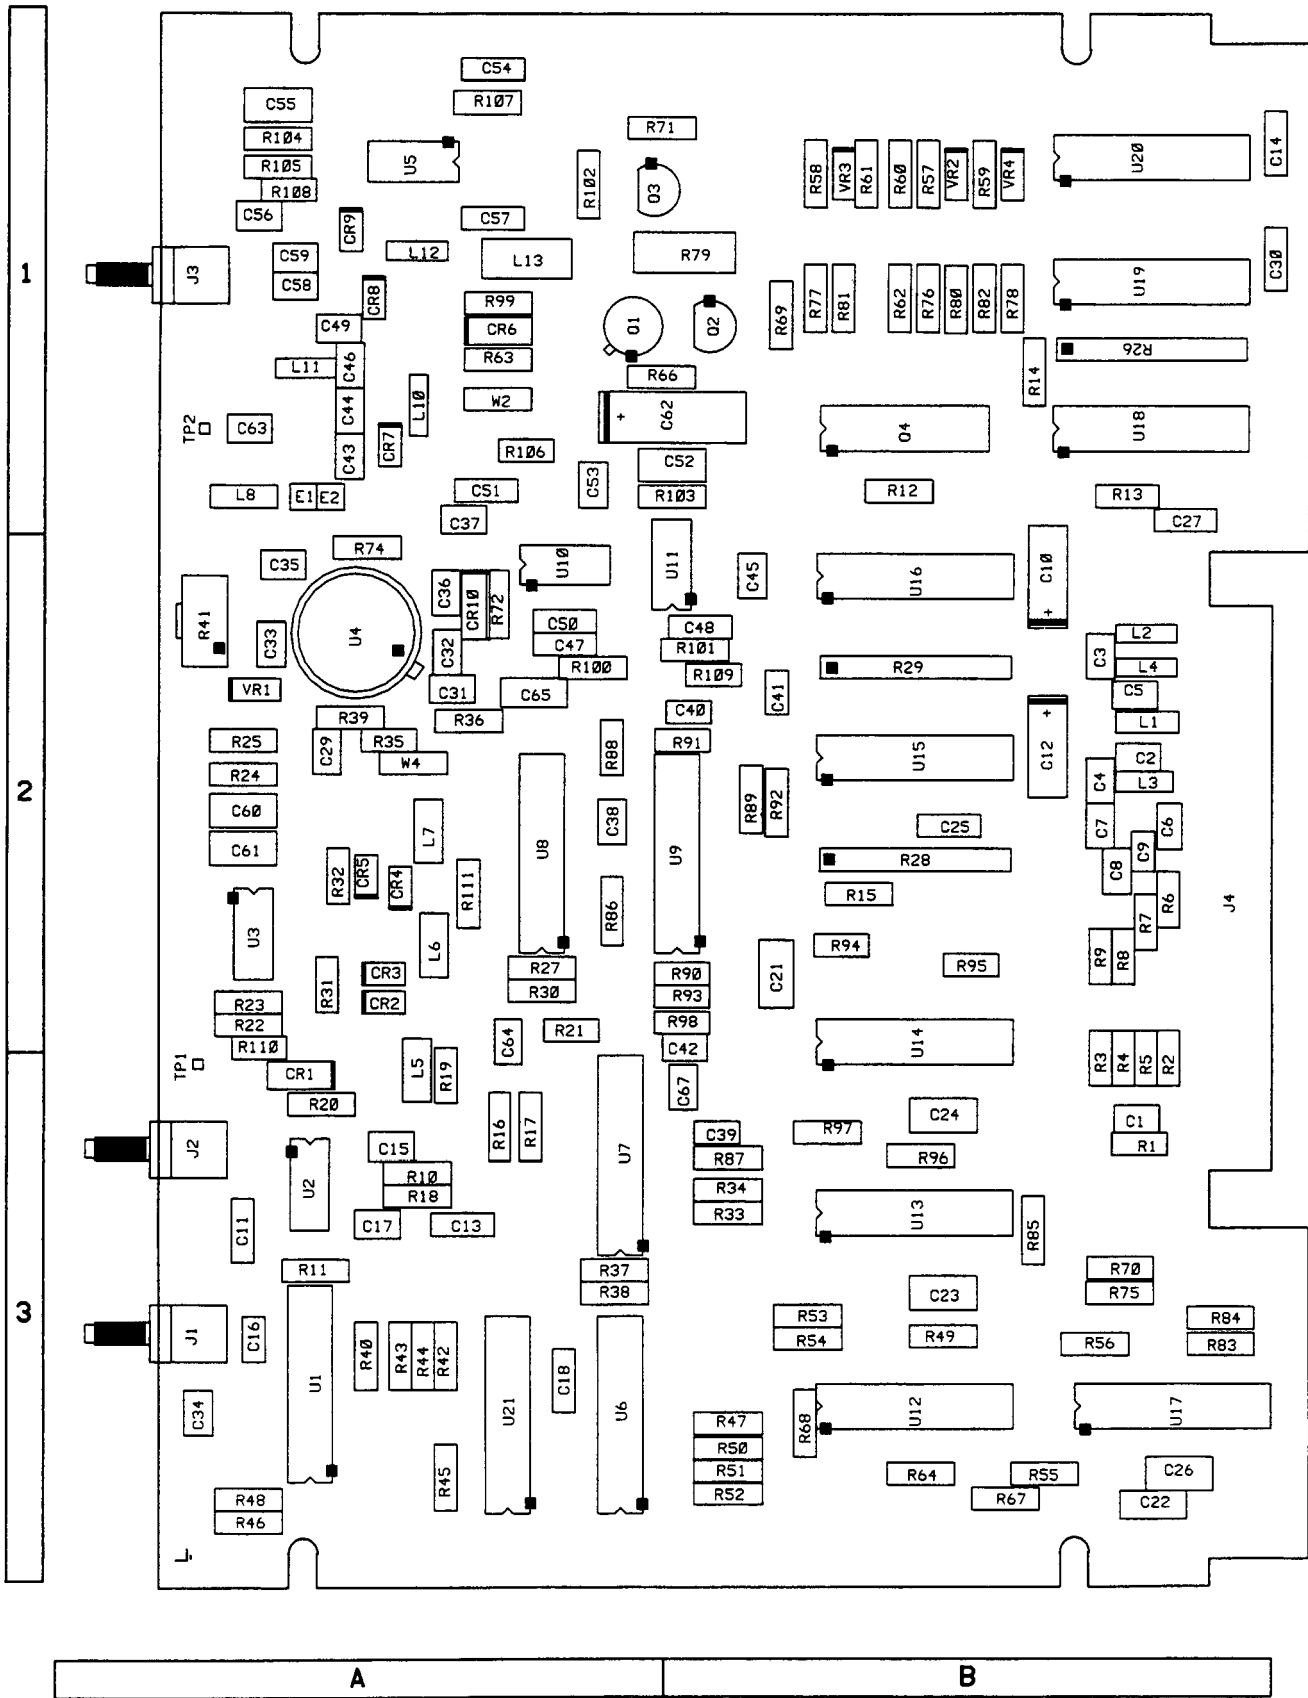 C54
C55
R107
R104
R71
R105
U5
R108
R102
Q3
R58
VR3
R61
R60
R57
VR2
R59
VR4
U20
C14
C56
CR9
C57
C59
L12
L13
R79
J3
C58
CR8
C30
U19
1
R99
R77
R81
R62
R76
R80
R82
R78
C49
CR6
Q1
Q2
R69
R63
R26
L11
C46
R66
R14
L10
W2
C44
C62
+
TP2
C63
CR7
Q4
U18
C43
R106
C52
C53
L8
E1
E2
C51
R103
R12
R13
C37
C27
R74
C35
U10
U11
C45
U16
C10
+
C36
CR10
R72
R41
C33
U4
C50
C48
L2
C32
C47
R101
C3
R100
R109
R29
L4
VR1
C31
C65
C41
C5
R39
R36
C40
L1
R25
C29
R35
R88
R91
U15
C12
+
W4
C2
R24
L3
C4
2
R89
R92
C60
L7
C38
C25
C7
C6
C61
U8
U9
C9
R32
CR5
CR4
R111
R28
C8
R15
R6
R7
J4
R86
U3
L6
R94
R9
R8
R31
CR3
R27
R90
C21
R95
R23
CR2
R30
R93
R22
R21
R98
U14
R110
C64
C42
TP1
L5
R19
R3
R4
R5
R2
CR1
C67
R20
C24
C1
R16
R17
C39
R97
C15
R1
J2
U7
R87
R96
R10
U2
R18
R34
C11
C17
C13
R33
U13
R85
R11
R37
R70
R38
C23
R75
3
R53
R84
J1
C16
R54
R49
R56
R83
R40
R43
R44
R42
C18
U1
C34
U21
U6
U12
U17
R47
R68
R50
R45
R51
R64
R55
C26
R48
R52
R67
C22
R46
L
A
B